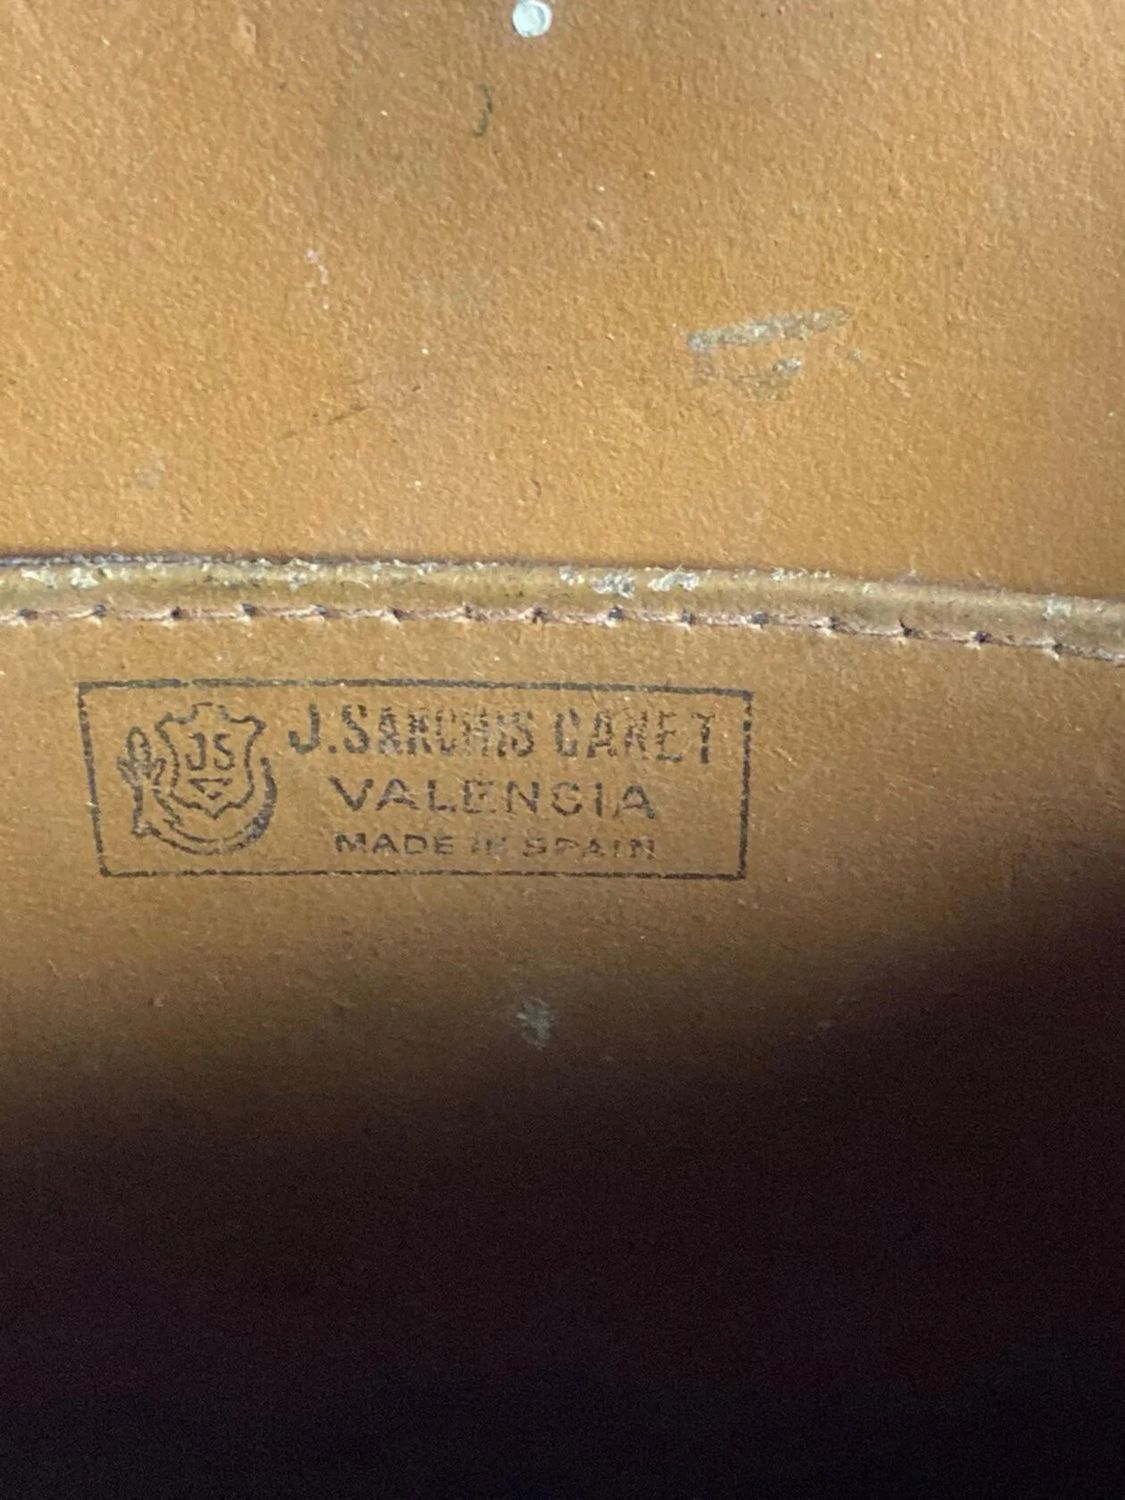 JS
J. SANCHIS CANET
VALENCIA
MADE IN SPAIN